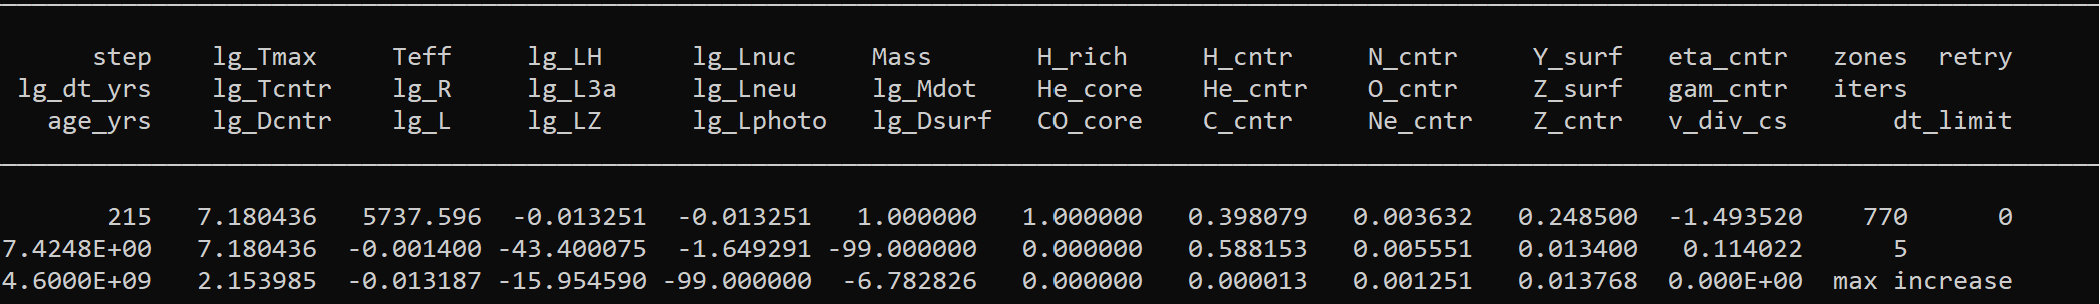 step lg_Tmax Teff lg_LH lg_Lnuc Mass H_rich H_cntr N_cntr Y_surf eta_cntr zones retry
lg_dt_yrs lg_Tcntr lg_R lg_L3a lg_Lneu lg_Mdot He_core He_cntr O_cntr Z_surf gam_cntr iters
age_yrs lg_Dcntr lg_L lg_LZ lg_Lphoto lg_Dsurf CO_core C_cntr Ne_cntr Z_cntr v_div_cs dt_limit
215 7.180436 5737.596 -0.013251 -0.013251 1.000000 1.000000 0.398079 0.003632 0.248500 -1.493520 770 0
7.4248E+00 7.180436 -0.001400 -43.400075 -1.649291 -99.000000 0.000000 0.588153 0.005551 0.013400 0.114022 5
4.6000E+09 2.153985 -0.013187 -15.954590 -99.000000 -6.782826 0.000000 0.000013 0.001251 0.013768 0.000E+00 max increase